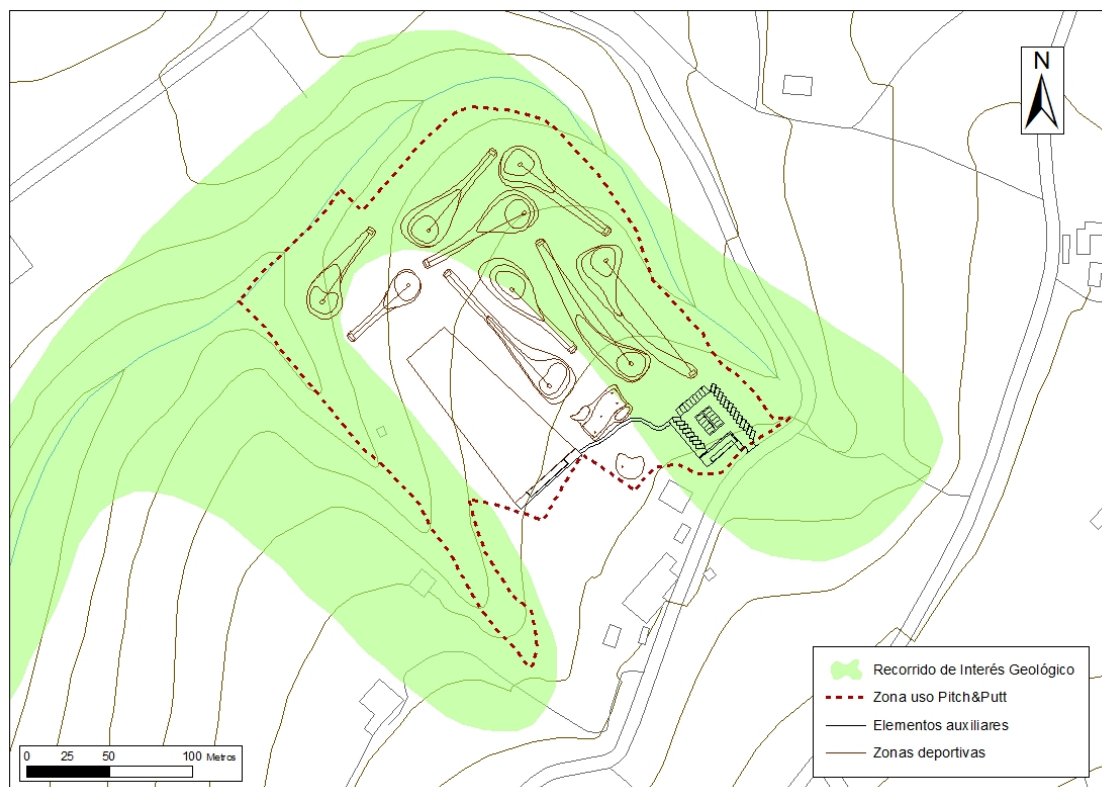 N
Recorrido de Interés Geológico
Zona uso Pitch&Putt
Elementos auxiliares
Zonas deportivas
0 25 50 100 Metros